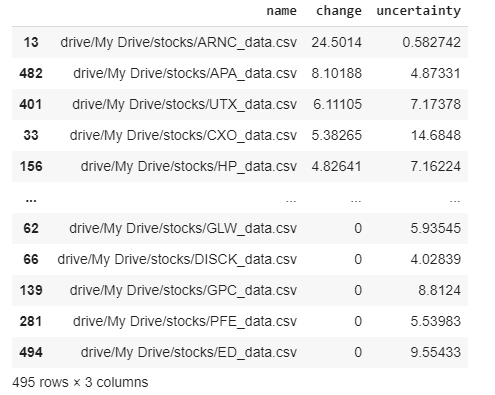 name change uncertainty
13 drive/My Drive/stocks/ARNC_data.csv 24.5014 0.582742
482 drive/My Drive/stocks/APA_data.csv 8.10188 4.87331
401 drive/My Drive/stocks/UTX_data.csv 6.11105 7.17378
33 drive/My Drive/stocks/CXO_data.csv 5.38265 14.6848
156 drive/My Drive/stocks/HP_data.csv 4.82641 7.16224
... ... ... ...
62 drive/My Drive/stocks/GLW_data.csv 0 5.93545
66 drive/My Drive/stocks/DISCK_data.csv 0 4.02839
139 drive/My Drive/stocks/GPC_data.csv 0 8.8124
281 drive/My Drive/stocks/PFE_data.csv 0 5.53983
494 drive/My Drive/stocks/ED_data.csv 0 9.55433
495 rows × 3 columns